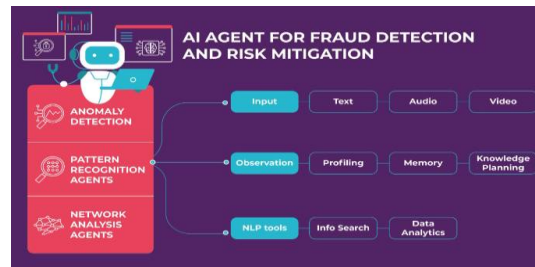 AI AGENT FOR FRAUD DETECTION
AND RISK MITIGATION
ANOMALY
DETECTION
PATTERN
RECOGNITION
AGENTS
NETWORK
ANALYSIS
AGENTS
Input
Text
Audio
Video
Observation
Profiling
Memory
Knowledge
Planning
NLP tools
Info Search
Data
Analytics